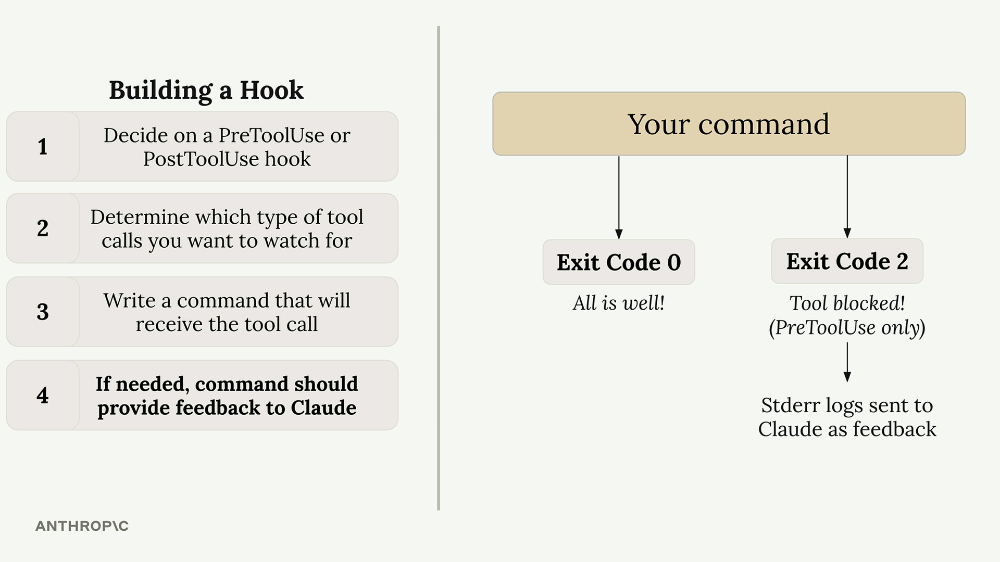 Building a Hook
1
Decide on a PreToolUse or
PostToolUse hook
2
Determine which type of tool
calls you want to watch for
3
Write a command that will
receive the tool call
4
If needed, command should
provide feedback to Claude
Your command
Exit Code 0
All is well!
Exit Code 2
Tool blocked!
(PreToolUse only)
Stderr logs sent to
Claude as feedback
ANTHROP\C